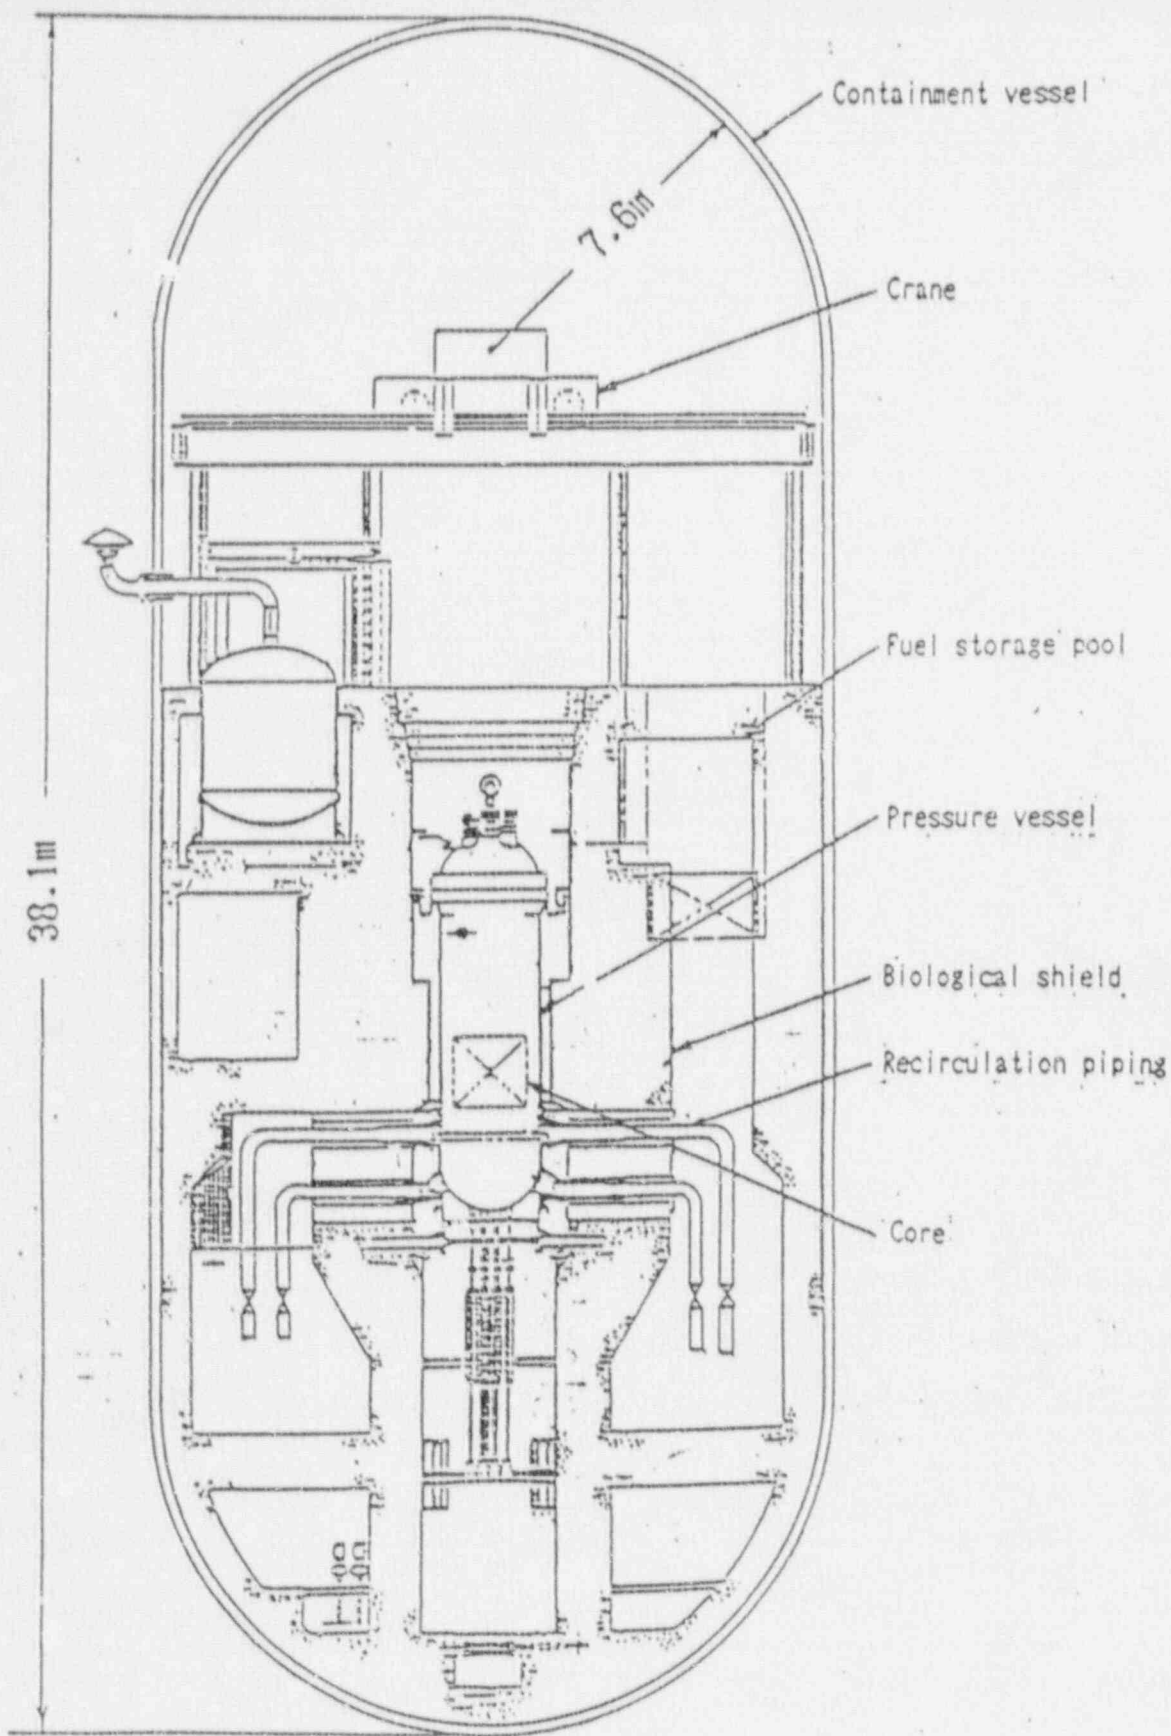 Containment vessel
7.6m
Crane
Fuel storage pool
Pressure vessel
38.1m
Biological shield
Recirculation piping
Core